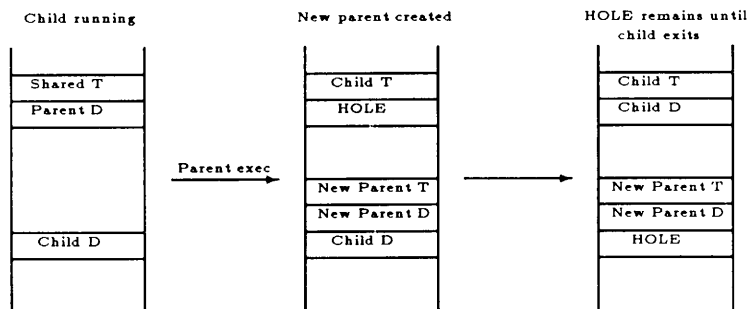 Child running
Shared T
Parent D
Child D
Parent exec
New parent created
Child T
HOLE
New Parent T
New Parent D
Child D
HOLE remains until
child exits
Child T
Child D
New Parent T
New Parent D
HOLE